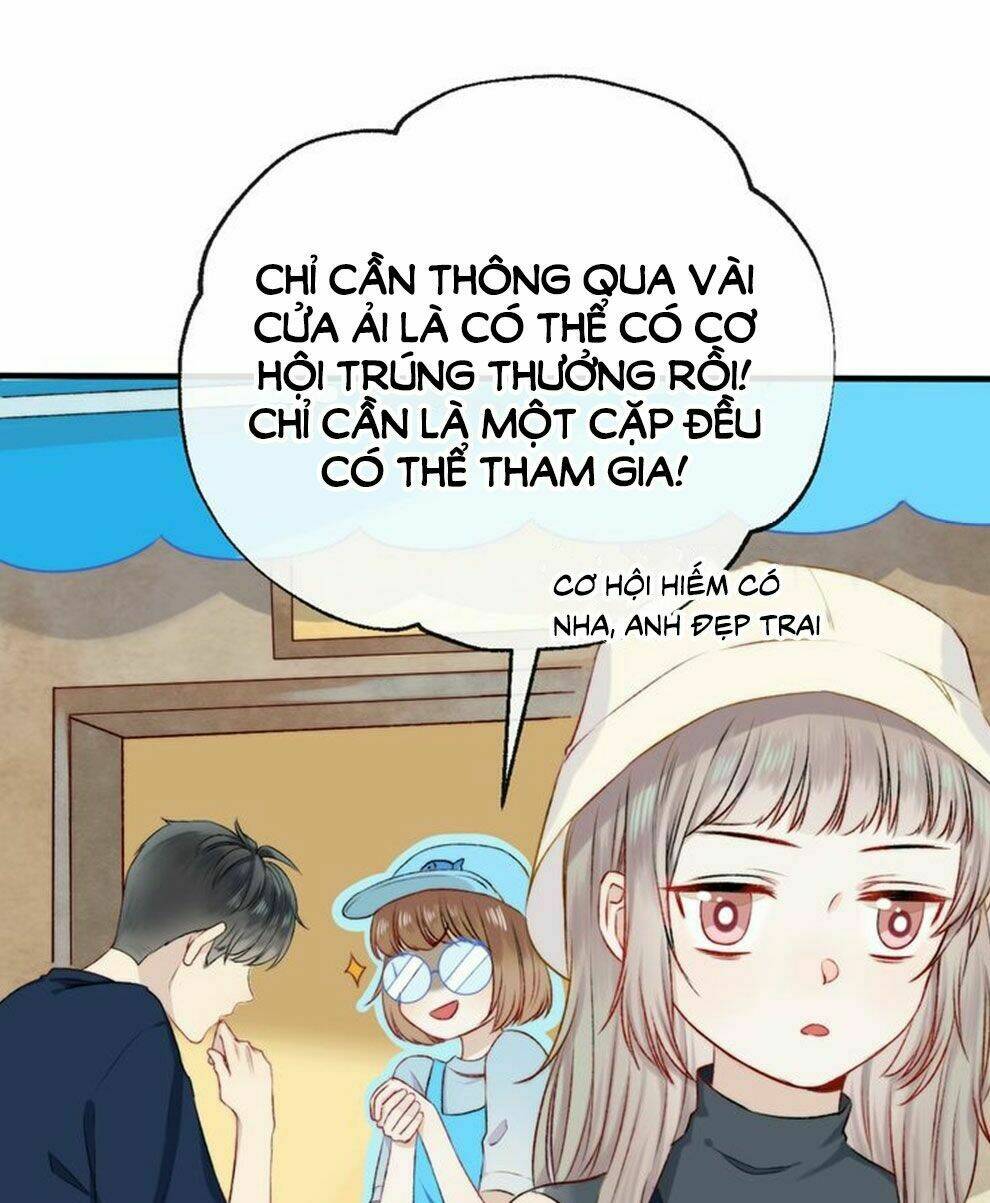 CHỈ CẦN THÔNG QUA VÀI
CỬA ẢI LÀ CÓ THỂ CÓ CƠ
HỘI TRÚNG THƯỞNG RỒI!
CHỈ CẦN LÀ MỘT CẶP ĐỀU
CÓ THỂ THAM GIA!
CƠ HỘI HIẾM CÓ
NHA, ANH ĐẸP TRAI